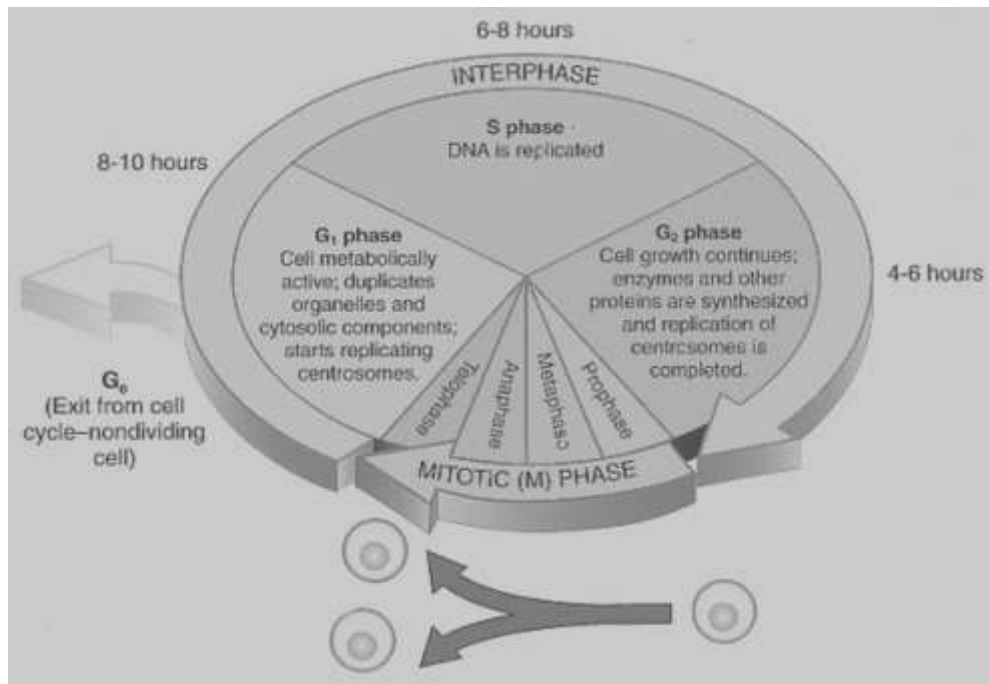 6-8 hours
INTERPHASE
S phase
DNA is replicated
8-10 hours
G₁ phase
Cell metabolically
active; duplicates
organelles and
cytosolic components;
starts replicating
centrosomes.
G₂ phase
Cell growth continues;
enzymes and other
proteins are synthesized
and replication of
centrcsomes is
completed.
4-6 hours
G₀
(Exit from cell
cycle–nondividing
cell)
Telophase
Anaphase
Metaphasc
Prophase
MITOTiC (M) PHASE